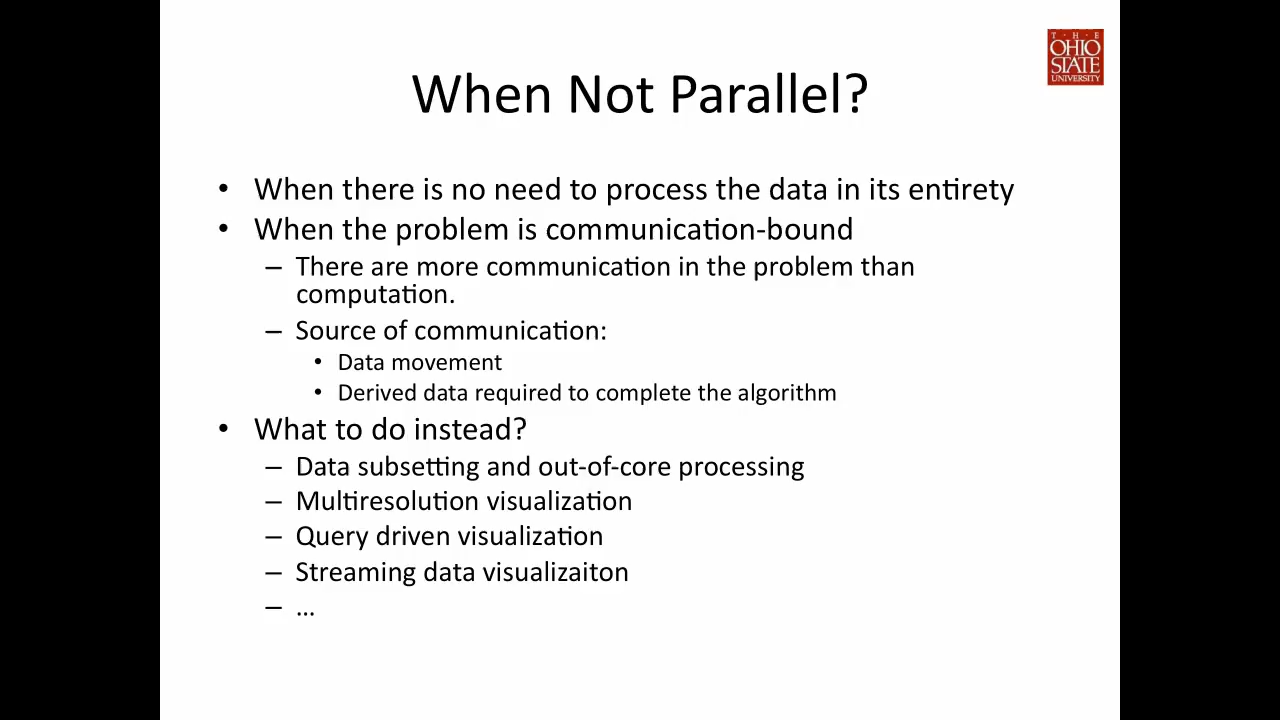 T · H · E
OHIO
STATE
UNIVERSITY
When Not Parallel?
• When there is no need to process the data in its entirety
• When the problem is communication-bound
– There are more communication in the problem than
computation.
– Source of communication:
• Data movement
• Derived data required to complete the algorithm
• What to do instead?
– Data subsetting and out-of-core processing
– Multiresolution visualization
– Query driven visualization
– Streaming data visualizaiton
– …